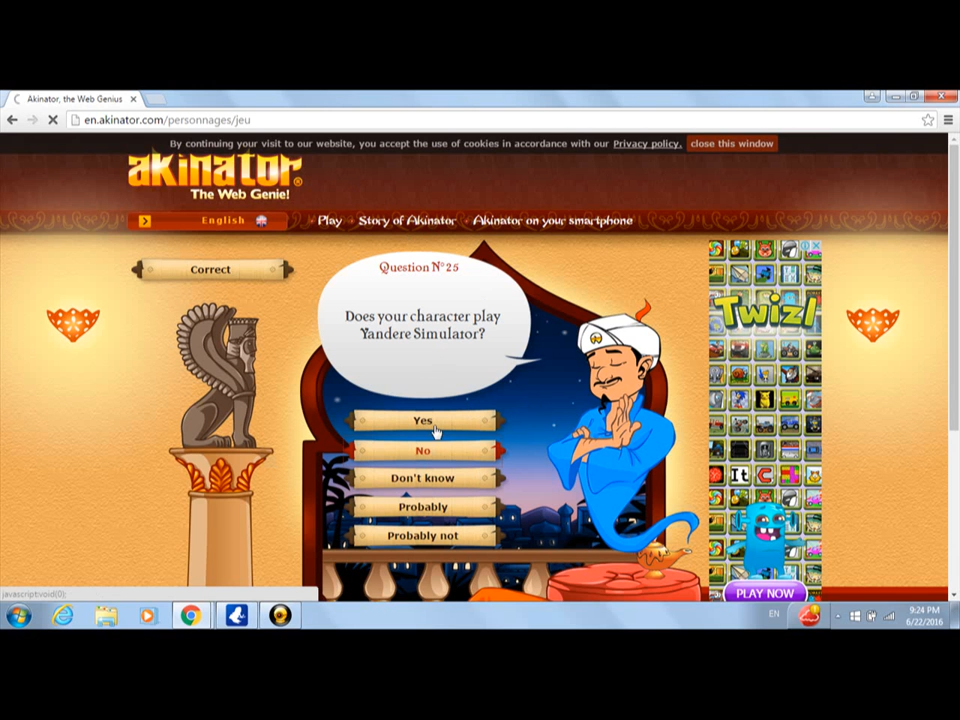 Akinator, the Web Genius
en.akinator.com/personnages/jeu
By continuing your visit to our website, you accept the use of cookies in accordance with our Privacy policy. close this window
akinator®
The Web Genie!
English Play Story of Akinator Akinator on your smartphone
Correct
Question N°25
Does your character play
Yandere Simulator?
Yes
No
Don't know
Probably
Probably not
Twizl
It
PLAY NOW
javascript:void(0);
EN
9:24 PM
6/22/2016